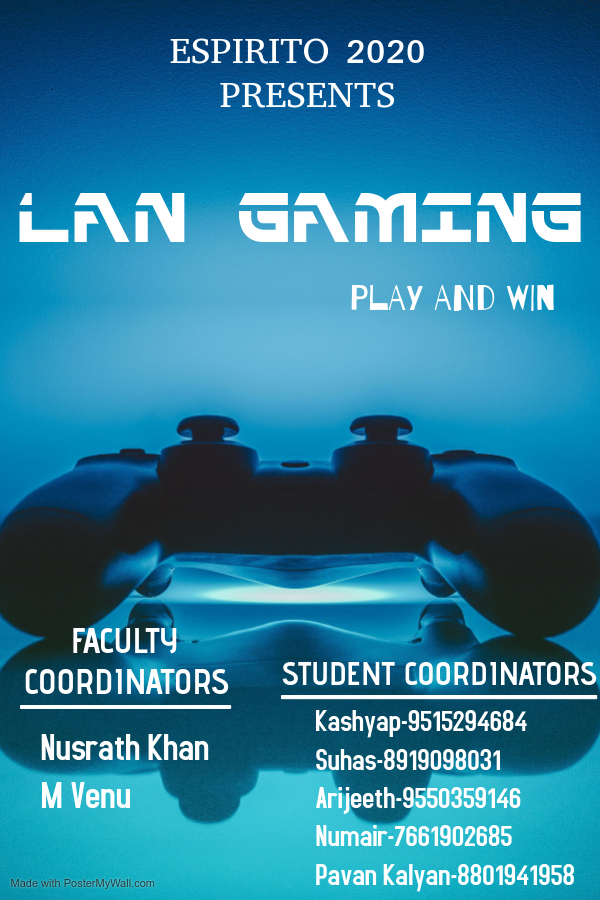 ESPIRITO 2020
PRESENTS
LAN GAMING
PLAY AND WIN
FACULTY
COORDINATORS
Nusrath Khan
M Venu
STUDENT COORDINATORS
Kashyap-9515294684
Suhas-8919098031
Arijeeth-9550359146
Numair-7661902685
Pavan Kalyan-8801941958
Made with PosterMyWall.com